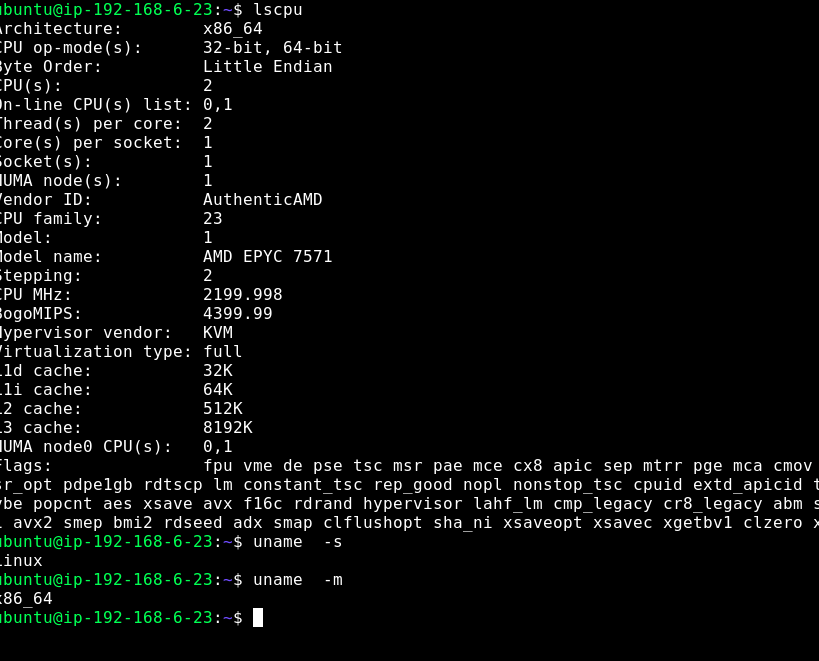 ubuntu@ip-192-168-6-23:~$ lscpu
Architecture:        x86_64
CPU op-mode(s):      32-bit, 64-bit
Byte Order:          Little Endian
CPU(s):              2
On-line CPU(s) list: 0,1
Thread(s) per core:  2
Core(s) per socket:  1
Socket(s):           1
NUMA node(s):        1
Vendor ID:           AuthenticAMD
CPU family:          23
Model:               1
Model name:          AMD EPYC 7571
Stepping:            2
CPU MHz:             2199.998
BogoMIPS:            4399.99
Hypervisor vendor:   KVM
Virtualization type: full
L1d cache:           32K
L1i cache:           64K
L2 cache:            512K
L3 cache:            8192K
NUMA node0 CPU(s):   0,1
Flags:               fpu vme de pse tsc msr pae mce cx8 apic sep mtrr pge mca cmov
sr_opt pdpe1gb rdtscp lm constant_tsc rep_good nopl nonstop_tsc cpuid extd_apicid t
vbe popcnt aes xsave avx f16c rdrand hypervisor lahf_lm cmp_legacy cr8_legacy abm s
l avx2 smep bmi2 rdseed adx smap clflushopt sha_ni xsaveopt xsavec xgetbv1 clzero x
ubuntu@ip-192-168-6-23:~$ uname  -s
Linux
ubuntu@ip-192-168-6-23:~$ uname  -m
x86_64
ubuntu@ip-192-168-6-23:~$